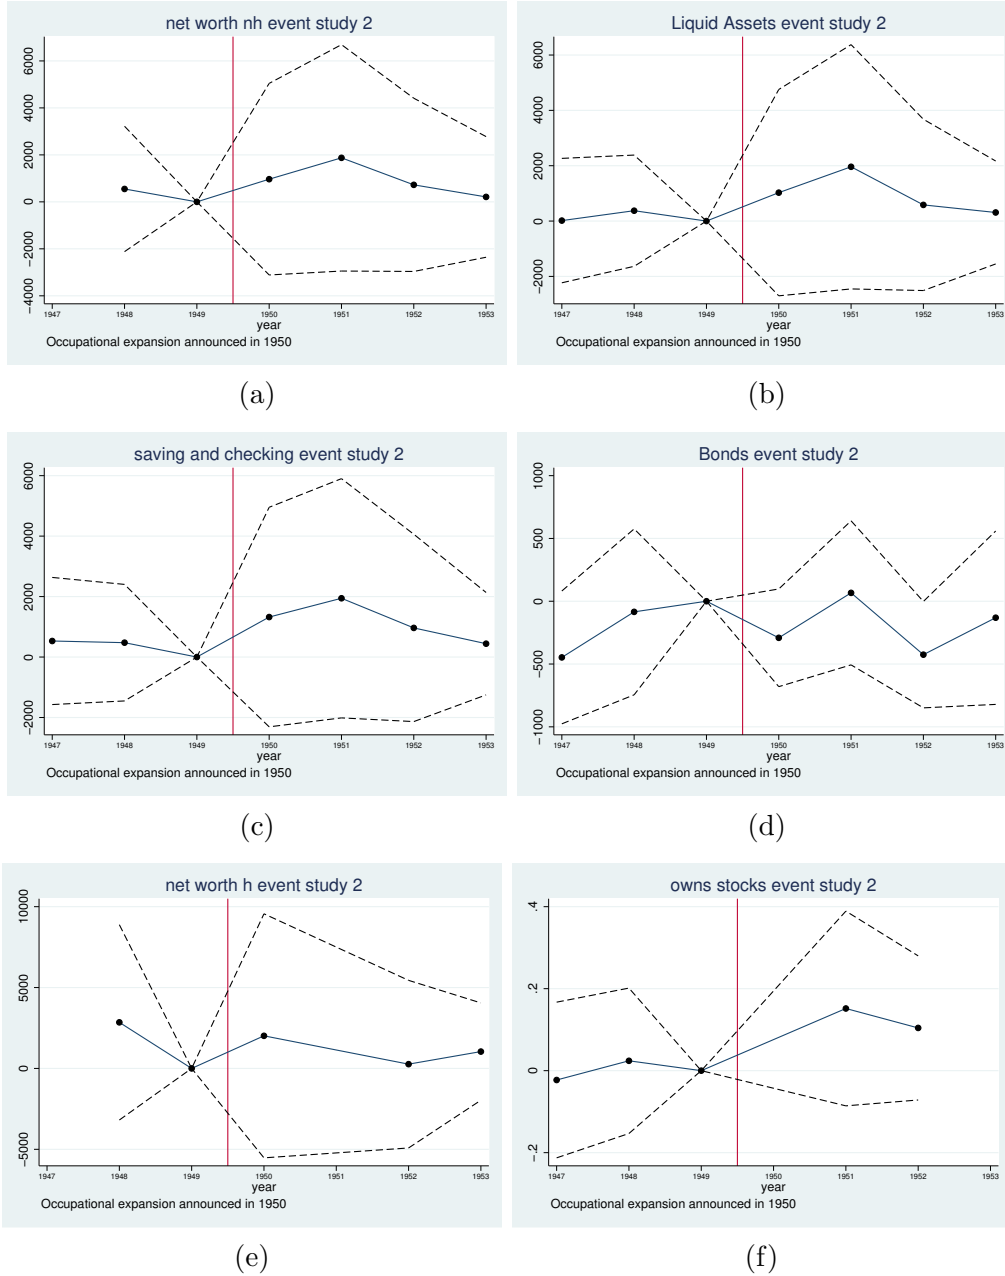 net worth nh event study 2
6000
4000
2000
0
−2000
−4000
1947 1948 1949 1950 1951 1952 1953
year
Occupational expansion announced in 1950
(a)
Liquid Assets event study 2
6000
4000
2000
0
−2000
1947 1948 1949 1950 1951 1952 1953
year
Occupational expansion announced in 1950
(b)
saving and checking event study 2
6000
4000
2000
0
−2000
1947 1948 1949 1950 1951 1952 1953
year
Occupational expansion announced in 1950
(c)
Bonds event study 2
1000
500
0
−500
−1000
1947 1948 1949 1950 1951 1952 1953
year
Occupational expansion announced in 1950
(d)
net worth h event study 2
10000
5000
0
−5000
1947 1948 1949 1950 1951 1952 1953
year
Occupational expansion announced in 1950
(e)
owns stocks event study 2
.4
.2
0
−.2
1947 1948 1949 1950 1951 1952 1953
year
Occupational expansion announced in 1950
(f)